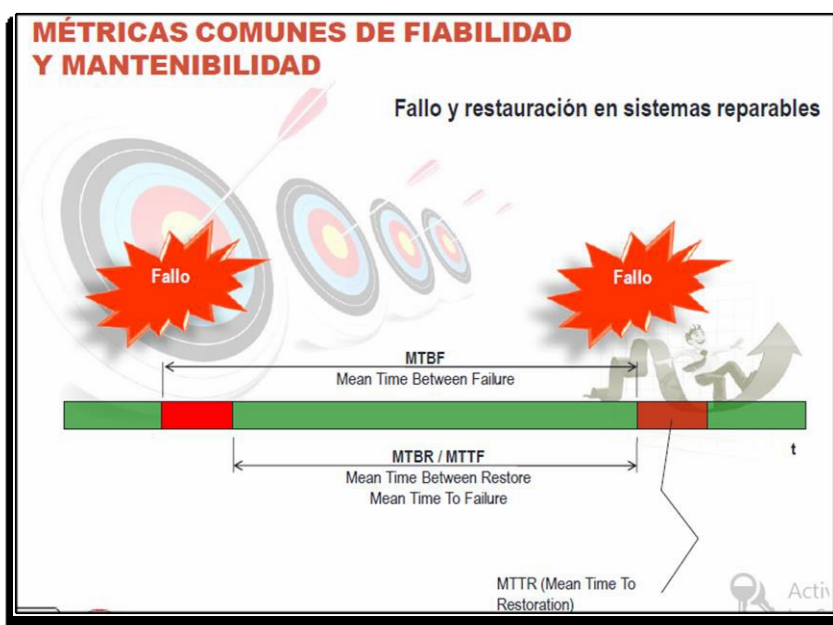 MÉTRICAS COMUNES DE FIABILIDAD
Y MANTENIBILIDAD
Fallo y restauración en sistemas reparables
Fallo
Fallo
MTBF
Mean Time Between Failure
MTBR / MTTF
Mean Time Between Restore
Mean Time To Failure
t
MTTR (Mean Time To
Restoration)